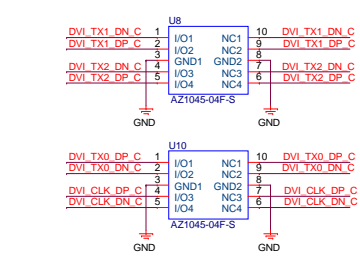 U8
DVI_TX1_DN_C 1 I/O1 NC1 10 DVI_TX1_DN_C
DVI_TX1_DP_C 2 I/O2 NC2 9 DVI_TX1_DP_C
3 GND1 GND2 8
DVI_TX2_DN_C 4 I/O3 NC3 7 DVI_TX2_DN_C
DVI_TX2_DP_C 5 I/O4 NC4 6 DVI_TX2_DP_C
AZ1045-04F-S
GND GND
U10
DVI_TX0_DP_C 1 I/O1 NC1 10 DVI_TX0_DP_C
DVI_TX0_DN_C 2 I/O2 NC2 9 DVI_TX0_DN_C
3 GND1 GND2 8
DVI_CLK_DP_C 4 I/O3 NC3 7 DVI_CLK_DP_C
DVI_CLK_DN_C 5 I/O4 NC4 6 DVI_CLK_DN_C
AZ1045-04F-S
GND GND